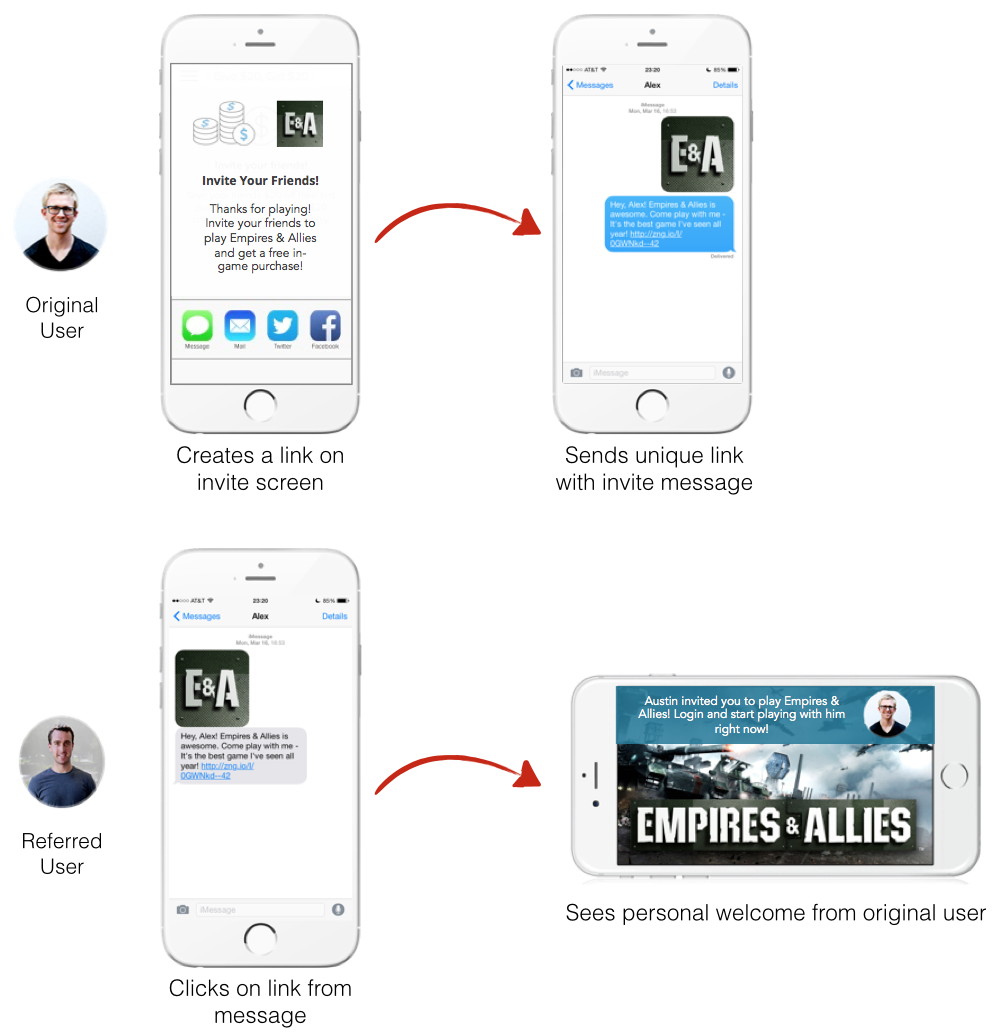 Original
User
E&A
Invite Your Friends!
Thanks for playing!
Invite your friends to
play Empires & Allies
and get a free in-
game purchase!
Message
Mail
Twitter
Facebook
Creates a link on
invite screen
AT&T
23:20
85%
Messages
Alex
Details
iMessage
Mon, Mar 16, 16:53
E&A
Hey, Alex! Empires & Allies is
awesome. Come play with me -
It's the best game I've seen all
year! http://zng.io/l/
0GWNkd--42
Delivered
iMessage
Sends unique link
with invite message
Referred
User
AT&T
23:20
85%
Messages
Alex
Details
iMessage
Mon, Mar 16, 16:53
E&A
Hey, Alex! Empires & Allies is
awesome. Come play with me -
It's the best game I've seen all
year! http://zng.io/l/
0GWNkd--42
iMessage
Clicks on link from
message
Austin invited you to play Empires &
Allies! Login and start playing with him
right now!
EMPIRES & ALLIES
Sees personal welcome from original user